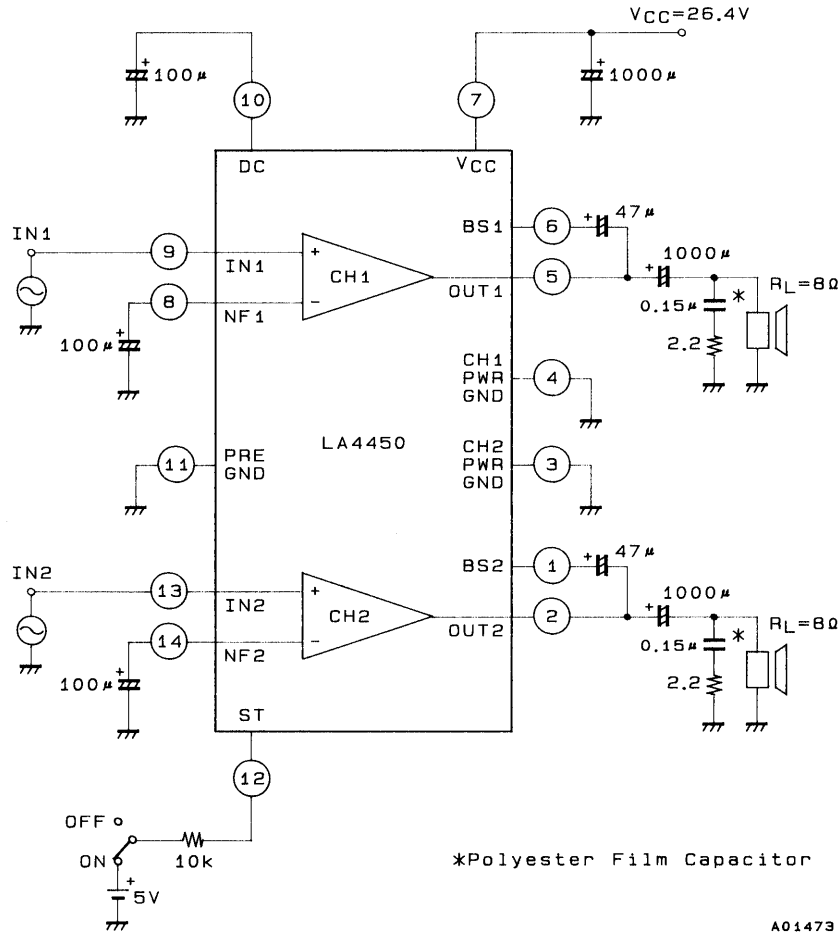 VCC=26.4V
100μ
1000μ
10
7
DC
VCC
IN1
9
IN1
+
CH1
8
NF1
−
100μ
BS1
6
47μ
OUT1
5
1000μ
0.15μ
*
RL=8Ω
2.2
CH1
PWR
GND
4
11
PRE
GND
LA4450
CH2
PWR
GND
3
IN2
13
IN2
+
CH2
14
NF2
−
100μ
BS2
1
47μ
OUT2
2
1000μ
0.15μ
*
RL=8Ω
2.2
ST
12
OFF
ON
10k
5V
*Polyester Film Capacitor
A01473